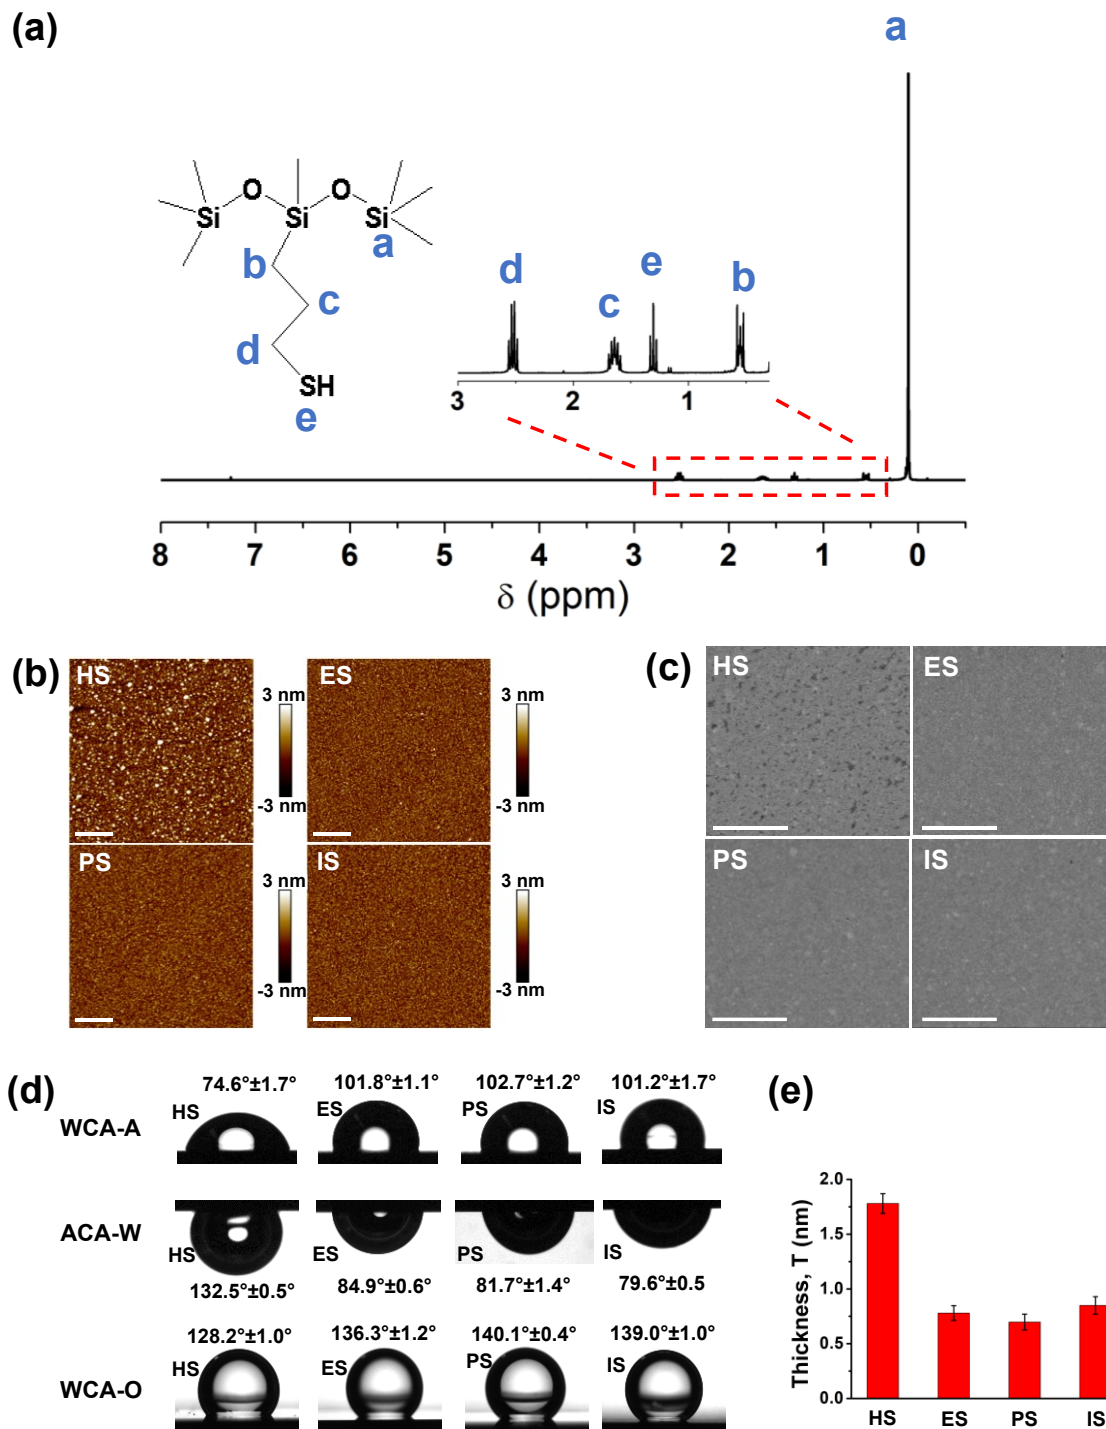 (a)
a
O O
Si Si Si
a
b
c
d
SH
e
d
c
e
b
3 2 1
8 7 6 5 4 3 2 1 0
δ (ppm)
(b)
HS
3 nm
-3 nm
ES
3 nm
-3 nm
PS
3 nm
-3 nm
IS
3 nm
-3 nm
(c)
HS
ES
PS
IS
(d)
WCA-A
74.6°±1.7°
HS
101.8°±1.1°
ES
102.7°±1.2°
PS
101.2°±1.7°
IS
ACA-W
HS
132.5°±0.5°
ES
84.9°±0.6°
PS
81.7°±1.4°
IS
79.6°±0.5
WCA-O
128.2°±1.0°
HS
136.3°±1.2°
ES
140.1°±0.4°
PS
139.0°±1.0°
IS
(e)
Thickness, T (nm)
2.0
1.5
1.0
0.5
0.0
HS ES PS IS